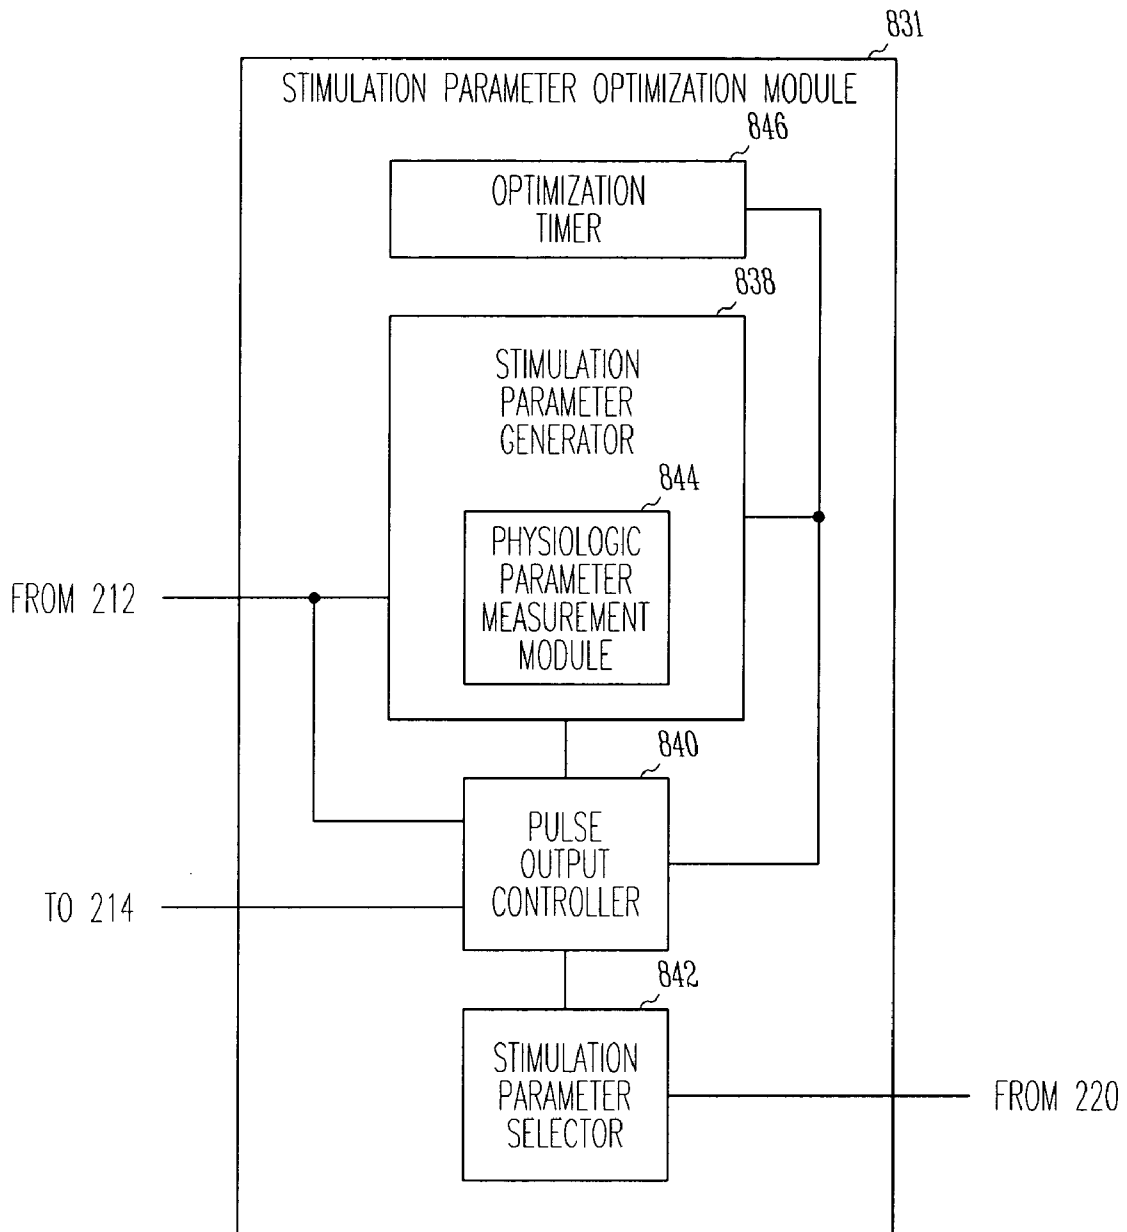 831
STIMULATION PARAMETER OPTIMIZATION MODULE
846
OPTIMIZATION
TIMER
838
STIMULATION
PARAMETER
GENERATOR
844
PHYSIOLOGIC
PARAMETER
MEASUREMENT
MODULE
FROM 212
840
PULSE
OUTPUT
CONTROLLER
TO 214
842
STIMULATION
PARAMETER
SELECTOR
FROM 220